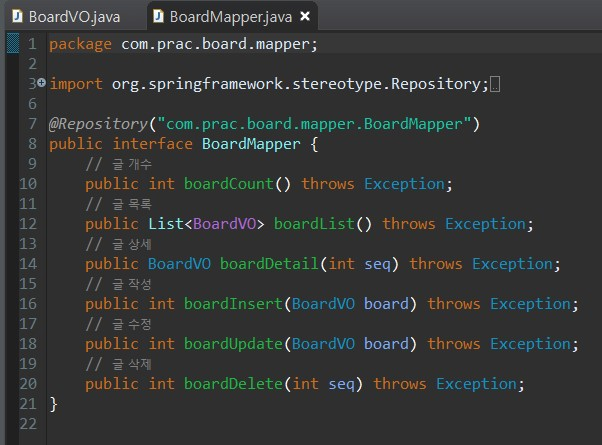 BoardVO.java BoardMapper.java
1 package com.prac.board.mapper;
2
3 import org.springframework.stereotype.Repository;
6
7 @Repository("com.prac.board.mapper.BoardMapper")
8 public interface BoardMapper {
9 // 글 개수
10 public int boardCount() throws Exception;
11 // 글 목록
12 public List<BoardVO> boardList() throws Exception;
13 // 글 상세
14 public BoardVO boardDetail(int seq) throws Exception;
15 // 글 작성
16 public int boardInsert(BoardVO board) throws Exception;
17 // 글 수정
18 public int boardUpdate(BoardVO board) throws Exception;
19 // 글 삭제
20 public int boardDelete(int seq) throws Exception;
21 }
22